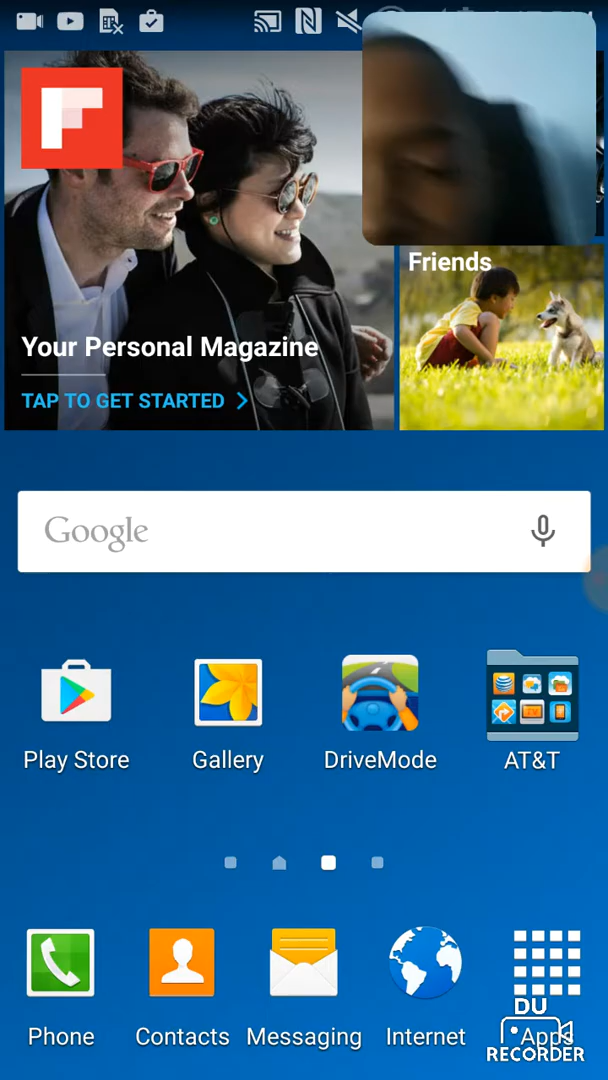 Friends
Your Personal Magazine
TAP TO GET STARTED
Google
Play Store
Gallery
DriveMode
AT&T
Phone
Contacts
Messaging
Internet
Apps
DU
RECORDER